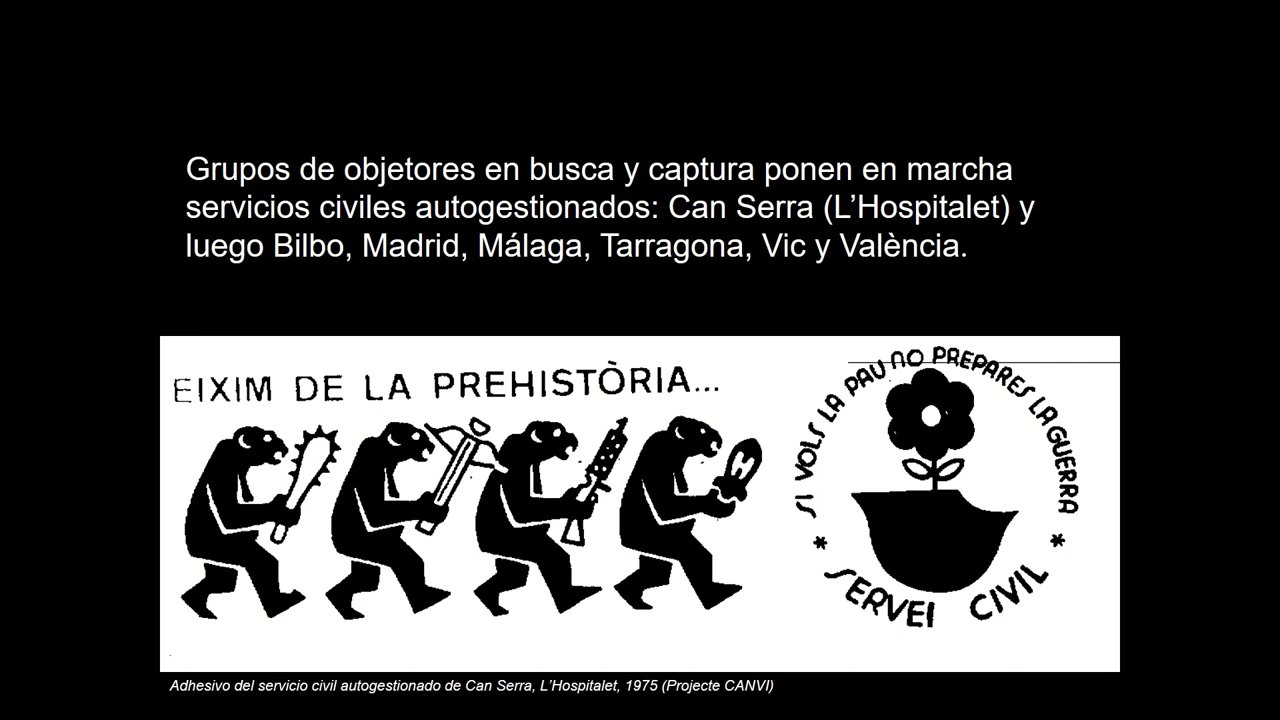 Grupos de objetores en busca y captura ponen en marcha
servicios civiles autogestionados: Can Serra (L’Hospitalet) y
luego Bilbo, Madrid, Málaga, Tarragona, Vic y València.
EIXIM DE LA PREHISTÒRIA...
SI VOLS LA PAU NO PREPARES LA GUERRA
* SERVEI CIVIL *
Adhesivo del servicio civil autogestionado de Can Serra, L’Hospitalet, 1975 (Projecte CANVI)